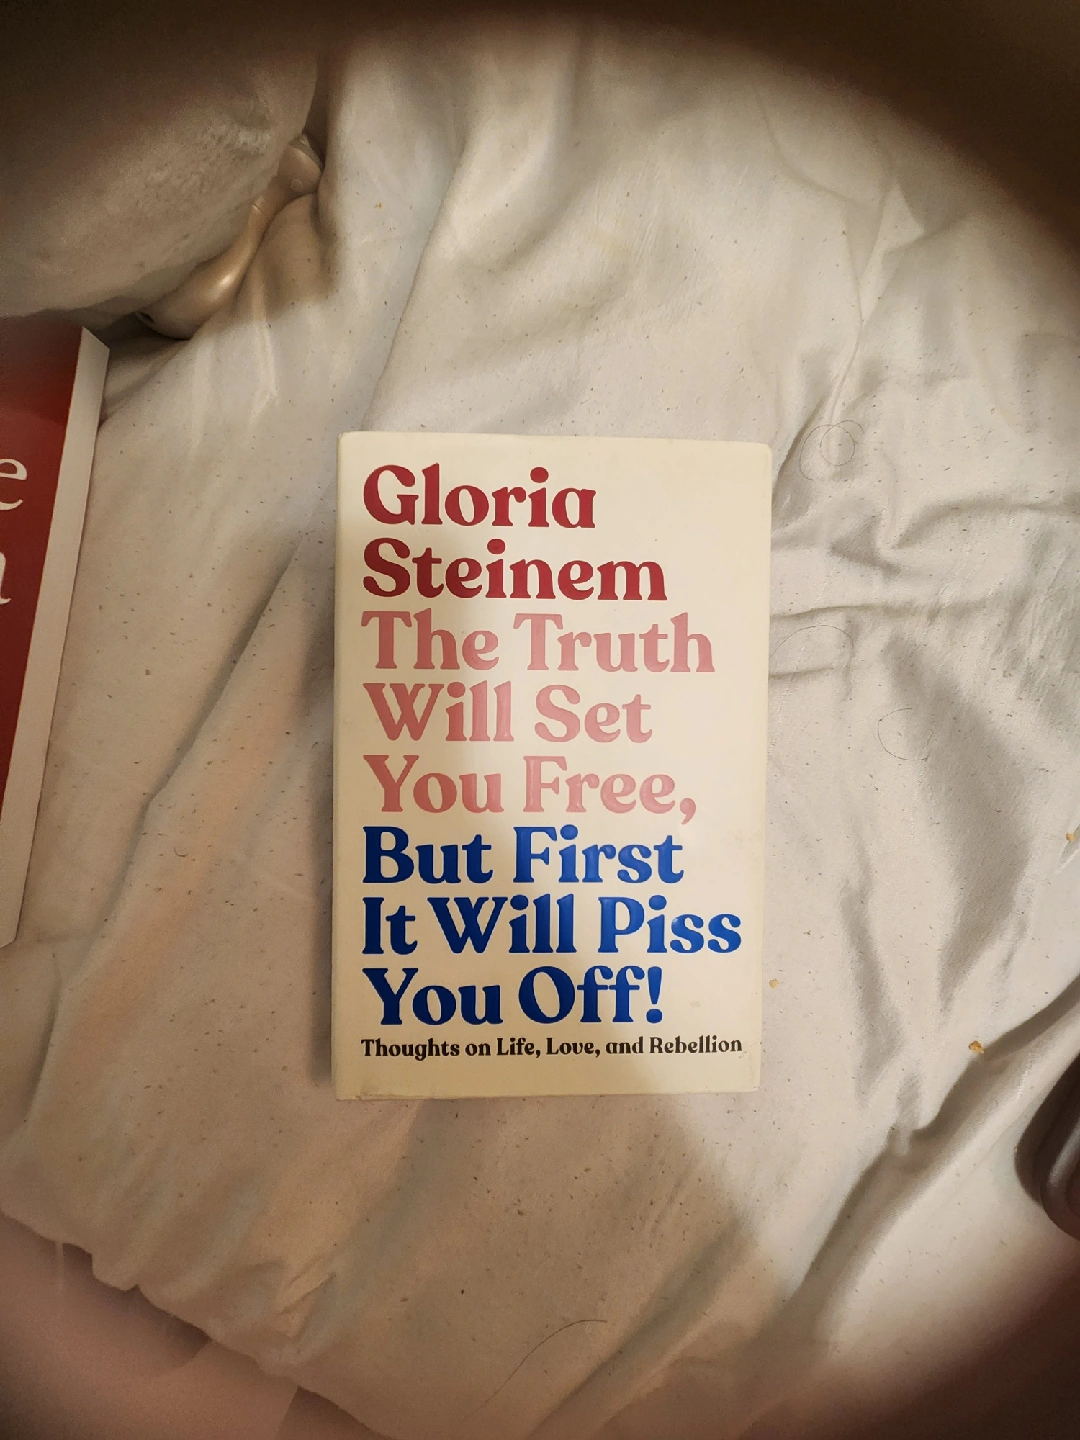 Gloria
Steinem
The Truth
Will Set
You Free,
But First
It Will Piss
You Off!
Thoughts on Life, Love, and Rebellion